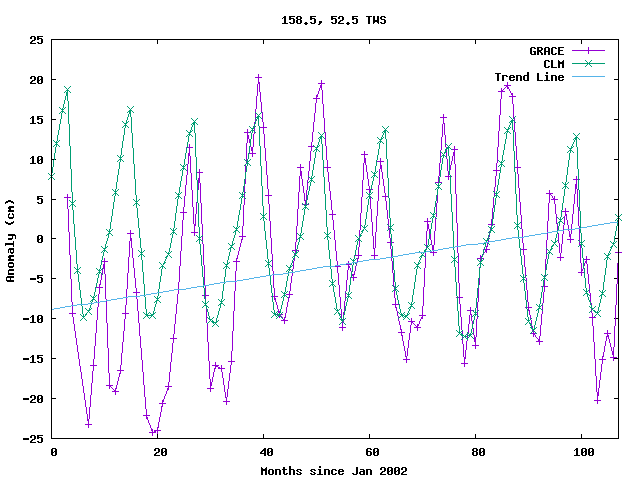 158.5, 52.5 TWS
25
20
15
10
5
0
-5
-10
-15
-20
-25
Anomaly (cm)
GRACE
CLM
Trend Line
0 20 40 60 80 100
Months since Jan 2002